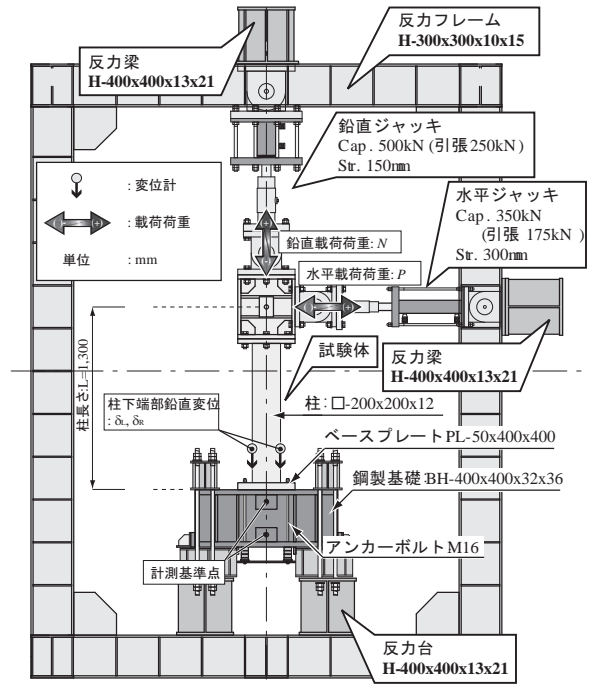 反力梁
H-400x400x13x21
反力フレーム
H-300x300x10x15
鉛直ジャッキ
Cap. 500kN (引張250kN)
Str. 150mm
水平ジャッキ
Cap. 350kN
(引張 175kN)
Str. 300mm
: 変位計
: 載荷荷重
単位 : mm
鉛直載荷荷重: N
水平載荷荷重: P
柱長さ:L=1,300
試験体
反力梁
H-400x400x13x21
柱下端部鉛直変位
: δL, δR
柱:□-200x200x12
ベースプレートPL-50x400x400
鋼製基礎:BH-400x400x32x36
アンカーボルトM16
計測基準点
反力台
H-400x400x13x21